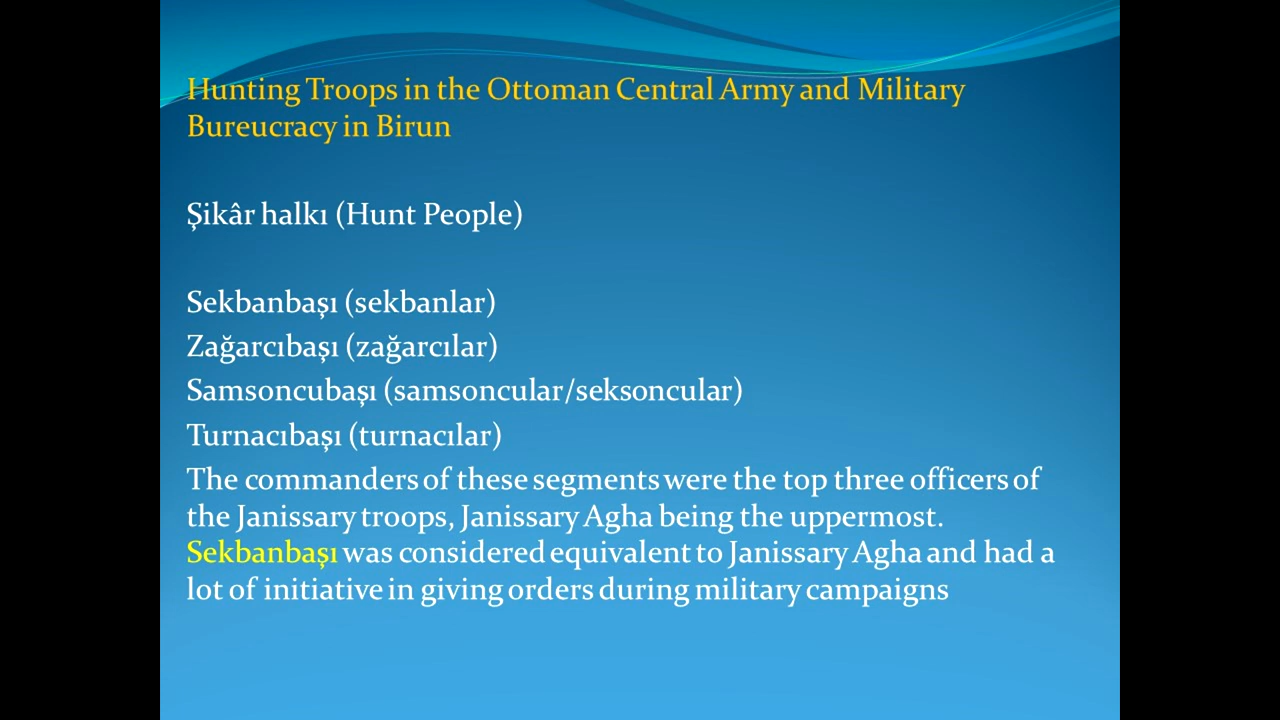 Hunting Troops in the Ottoman Central Army and Military
Bureucracy in Birun
Şikâr halkı (Hunt People)
Sekbanbaşı (sekbanlar)
Zağarcıbaşı (zağarcılar)
Samsoncubaşı (samsoncular/seksoncular)
Turnacıbaşı (turnacılar)
The commanders of these segments were the top three officers of
the Janissary troops, Janissary Agha being the uppermost.
Sekbanbaşı was considered equivalent to Janissary Agha and had a
lot of initiative in giving orders during military campaigns